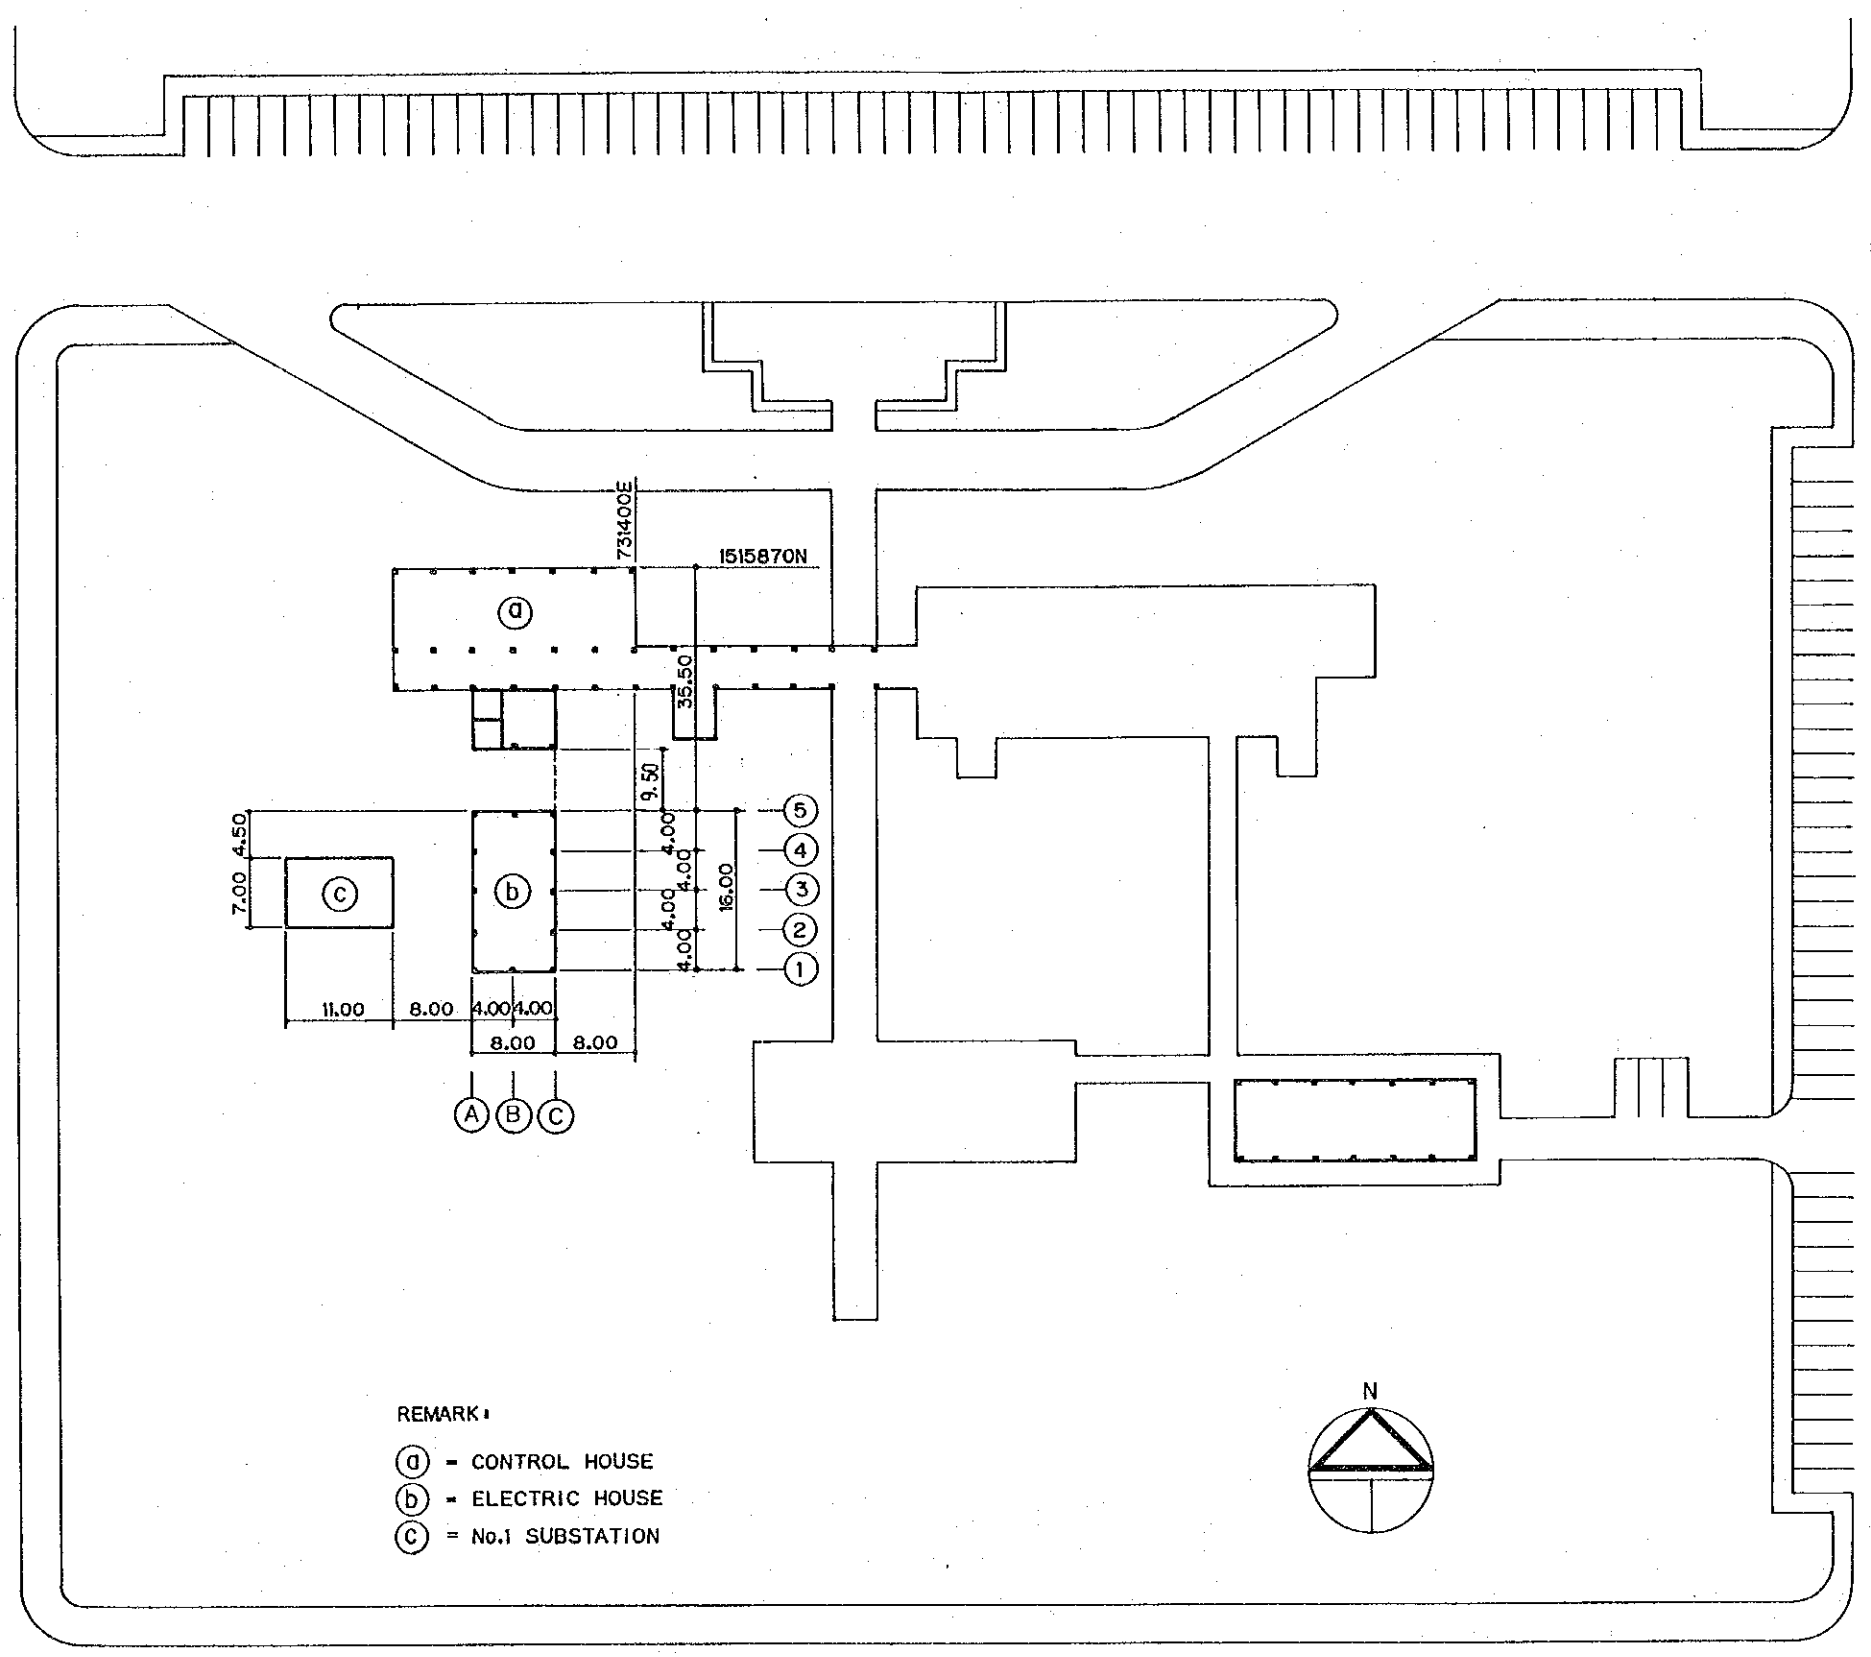 731400E
1515870N
a
35.50
9.50
5
4.00
4
4.50
4.00
16.00
3
7.00
c
b
4.00
2
4.00
1
11.00
8.00
4.00
4.00
8.00
8.00
A
B
C
N
REMARK:
a = CONTROL HOUSE
b = ELECTRIC HOUSE
c = No.1 SUBSTATION